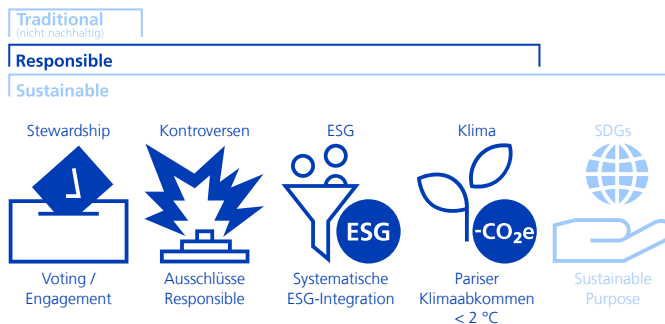 Traditional
(nicht nachhaltig)
Responsible
Sustainable
Stewardship Kontroversen ESG Klima SDGs
ESG -CO₂e
Voting / Ausschlüsse Systematische Pariser Sustainable
Engagement Responsible ESG-Integration Klimaabkommen Purpose
< 2 °C